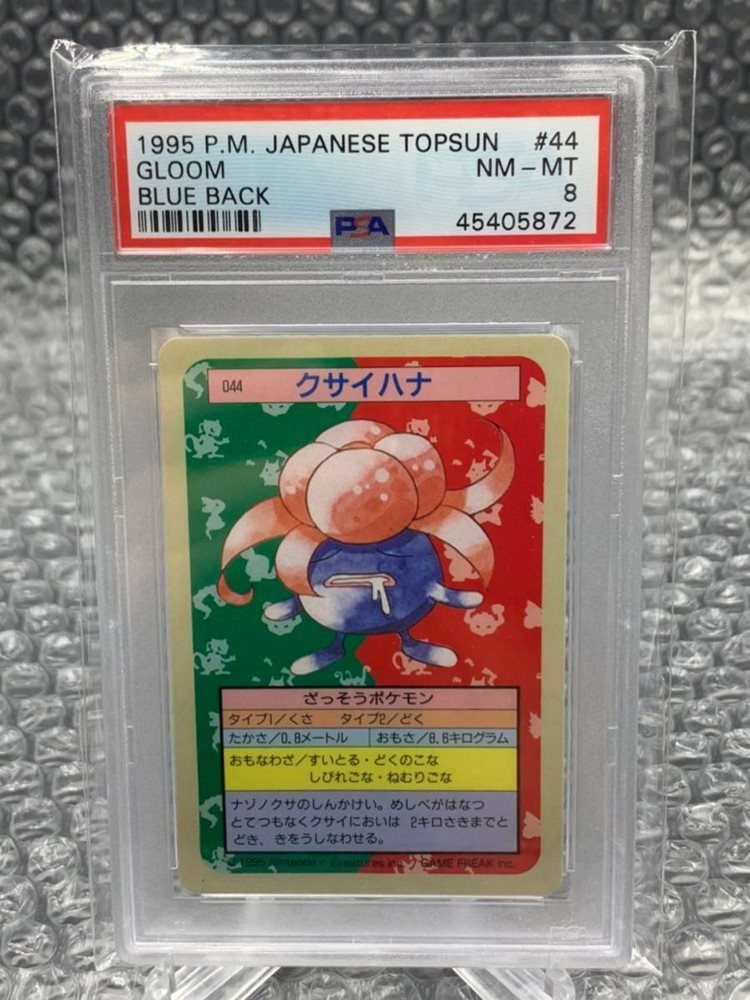 1995 P.M. JAPANESE TOPSUN #44
GLOOM NM-MT
BLUE BACK 8
PSA 45405872
044 クサイハナ
ざっそうポケモン
タイプ1/くさ タイプ2/どく
たかさ/0.8メートル おもさ/8.6キログラム
おもなわざ/すいとる・どくのこな
しびれごな・ねむりごな
ナゾノクサのしんかけい。めしべがはなつ
とてつもなくクサイにおいは 2キロさきまでと
どき、きをうしなわせる。
©1995 Nintendo / Creatures inc. / GAME FREAK inc.